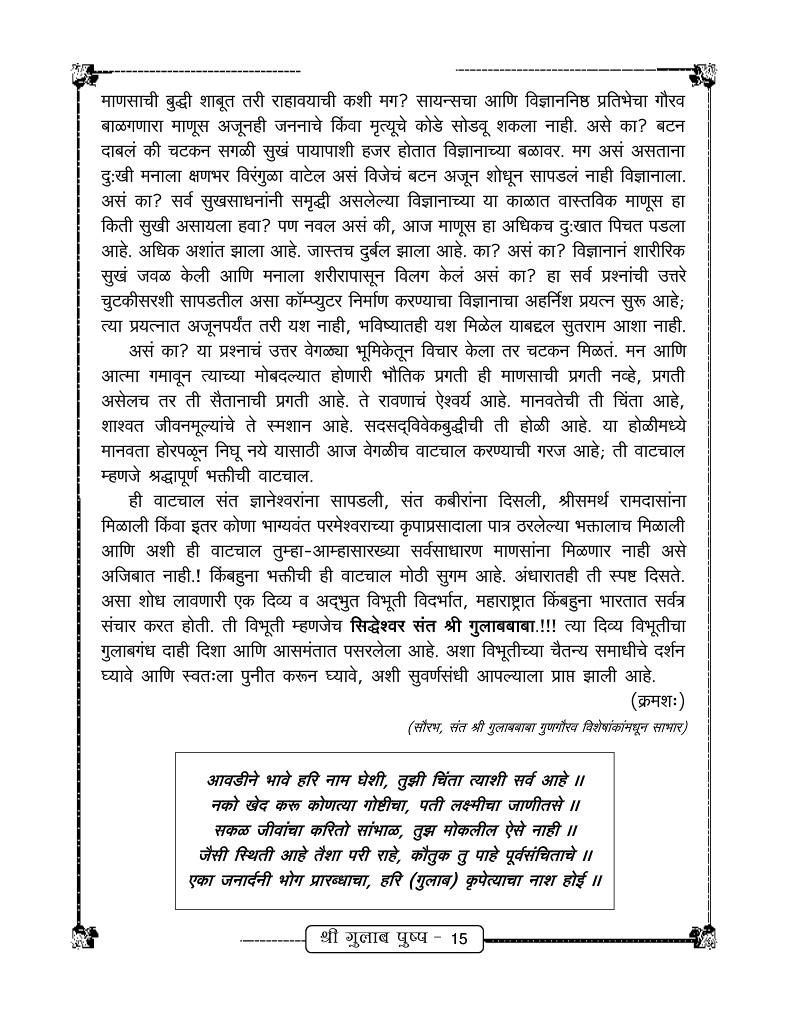 माणसाची बुद्धी शाबूत तरी राहावयाची कशी मग? सायन्सचा आणि विज्ञाननिष्ठ प्रतिभेचा गौरव
बाळगणारा माणूस अजूनही जननाचे किंवा मृत्यूचे कोडे सोडवू शकला नाही. असे का? बटन
दाबलं की चटकन सगळी सुखं पायापाशी हजर होतात विज्ञानाच्या बळावर. मग असं असताना
दुःखी मनाला क्षणभर विरंगुळा वाटेल असं विजेचं बटन अजून शोधून सापडलं नाही विज्ञानाला.
असं का? सर्व सुखसाधनांनी समृद्धी असलेल्या विज्ञानाच्या या काळात वास्तविक माणूस हा
किती सुखी असायला हवा? पण नवल असं की, आज माणूस हा अधिकच दुःखात पिचत पडला
आहे. अधिक अशांत झाला आहे. जास्तच दुर्बल झाला आहे. का? असं का? विज्ञानानं शारीरिक
सुखं जवळ केली आणि मनाला शरीरापासून विलग केलं असं का? हा सर्व प्रश्नांची उत्तरे
चुटकीसरशी सापडतील असा कॉम्प्युटर निर्माण करण्याचा विज्ञानाचा अहर्निश प्रयत्न सुरू आहे;
त्या प्रयत्नात अजूनपर्यंत तरी यश नाही, भविष्यातही यश मिळेल याबद्दल सुतराम आशा नाही.
असं का? या प्रश्नाचं उत्तर वेगळ्या भूमिकेतून विचार केला तर चटकन मिळतं. मन आणि
आत्मा गमावून त्याच्या मोबदल्यात होणारी भौतिक प्रगती ही माणसाची प्रगती नव्हे, प्रगती
असेलच तर ती सैतानाची प्रगती आहे. ते रावणाचं ऐश्वर्य आहे. मानवतेची ती चिंता आहे,
शाश्वत जीवनमूल्यांचे ते स्मशान आहे. सदसद्विवेकबुद्धीची ती होळी आहे. या होळीमध्ये
मानवता होरपळून निघू नये यासाठी आज वेगळीच वाटचाल करण्याची गरज आहे; ती वाटचाल
म्हणजे श्रद्धापूर्ण भक्तीची वाटचाल.
ही वाटचाल संत ज्ञानेश्वरांना सापडली, संत कबीरांना दिसली, श्रीसमर्थ रामदासांना
मिळाली किंवा इतर कोणा भाग्यवंत परमेश्वराच्या कृपाप्रसादाला पात्र ठरलेल्या भक्तालाच मिळाली
आणि अशी ही वाटचाल तुम्हा-आम्हासारख्या सर्वसाधारण माणसांना मिळणार नाही असे
अजिबात नाही.! किंबहुना भक्तीची ही वाटचाल मोठी सुगम आहे. अंधारातही ती स्पष्ट दिसते.
असा शोध लावणारी एक दिव्य व अद्‌भुत विभूती विदर्भात, महाराष्ट्रात किंबहुना भारतात सर्वत्र
संचार करत होती. ती विभूती म्हणजेच सिद्धेश्वर संत श्री गुलाबबाबा.!!! त्या दिव्य विभूतीचा
गुलाबगंध दाही दिशा आणि आसमंतात पसरलेला आहे. अशा विभूतीच्या चैतन्य समाधीचे दर्शन
घ्यावे आणि स्वतःला पुनीत करून घ्यावे, अशी सुवर्णसंधी आपल्याला प्राप्त झाली आहे.
(क्रमशः)
(सौरभ, संत श्री गुलाबबाबा गुणगौरव विशेषांकांमधून साभार)
आवडीने भावे हरि नाम घेशी, तुझी चिंता त्याशी सर्व आहे ॥
नको खेद करू कोणत्या गोष्टीचा, पती लक्ष्मीचा जाणीतसे ॥
सकळ जीवांचा करितो सांभाळ, तुझ मोकलील ऐसे नाही ॥
जैसी स्थिती आहे तैशा परी राहे, कौतुक तु पाहे पूर्वसंचिताचे ॥
एका जनार्दनी भोग प्रारब्धाचा, हरि (गुलाब) कृपेत्याचा नाश होई ॥
श्री गुलाब पुष्प - 15